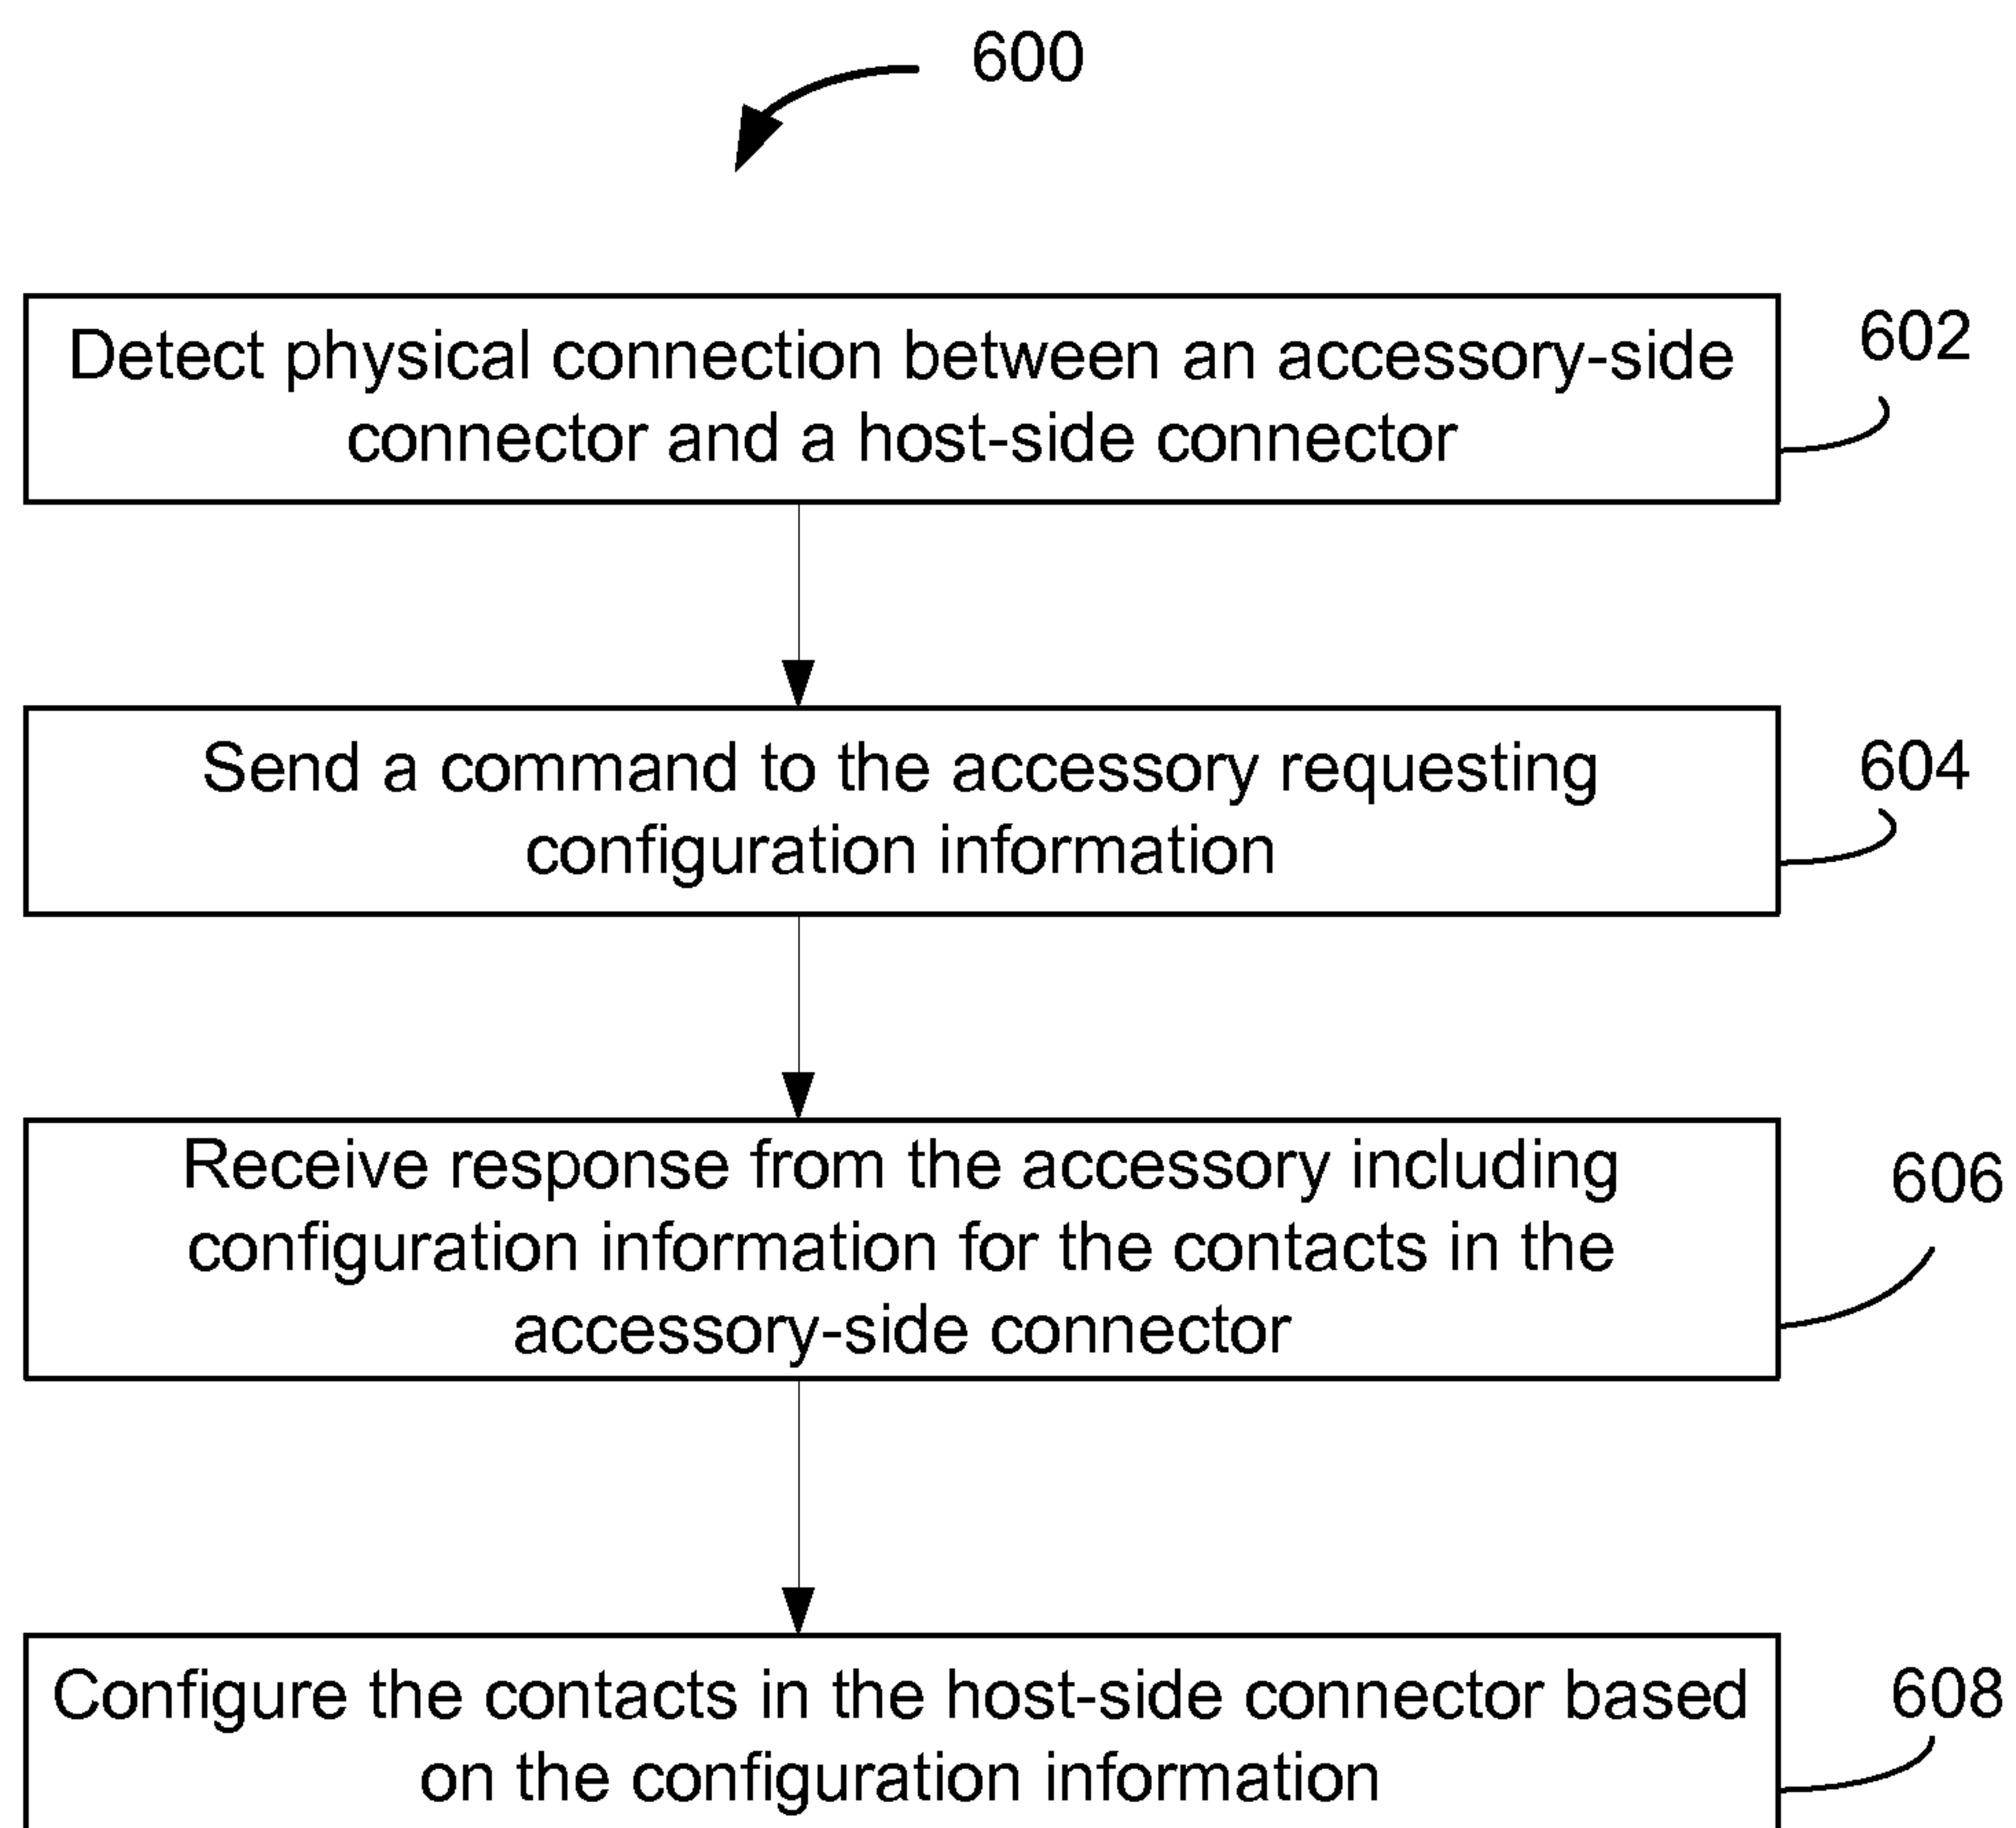 600
Detect physical connection between an accessory-side
connector and a host-side connector
602
Send a command to the accessory requesting
configuration information
604
Receive response from the accessory including
configuration information for the contacts in the
accessory-side connector
606
Configure the contacts in the host-side connector based
on the configuration information
608